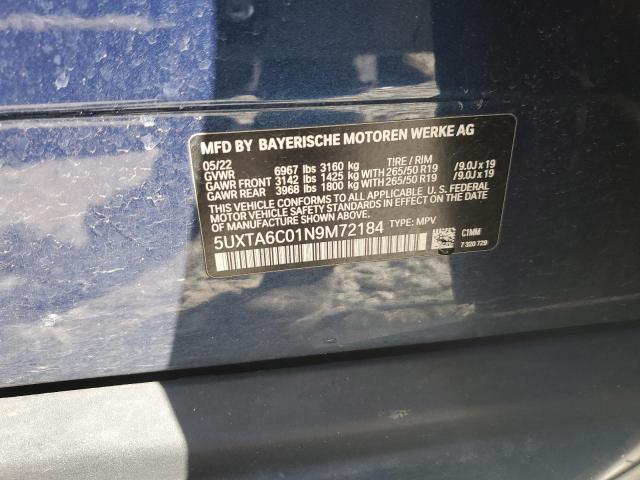 MFD BY BAYERISCHE MOTOREN WERKE AG
05/22 TIRE / RIM
GVWR 6967 lbs 3160 kg
GAWR FRONT 3142 lbs 1425 kg WITH 265/50 R19 /9.0J x 19
GAWR REAR 3968 lbs 1800 kg WITH 265/50 R19 /9.0J x 19
THIS VEHICLE CONFORMS TO ALL APPLICABLE U.S. FEDERAL
MOTOR VEHICLE SAFETY STANDARDS IN EFFECT ON THE DATE
OF MANUFACTURE SHOWN ABOVE.
5UXTA6C01N9M72184 TYPE: MPV
C1MM
7 320 729